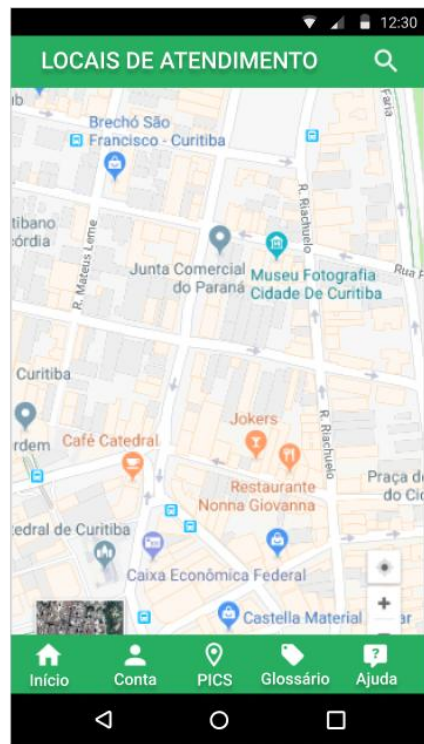 12:30
LOCAIS DE ATENDIMENTO
Faria
Brechó São
Francisco - Curitiba
R. Riachuelo
R. Mateus Leme
Junta Comercial
do Paraná
Museu Fotografia
Cidade De Curitiba
Rua
Curitiba
Jokers
R. Riachuelo
Café Catedral
Restaurante
Nonna Giovanna
Praça d
do Cic
edral de Curitiba
Caixa Econômica Federal
Castella Material
ar
Início
Conta
PICS
Glossário
Ajuda